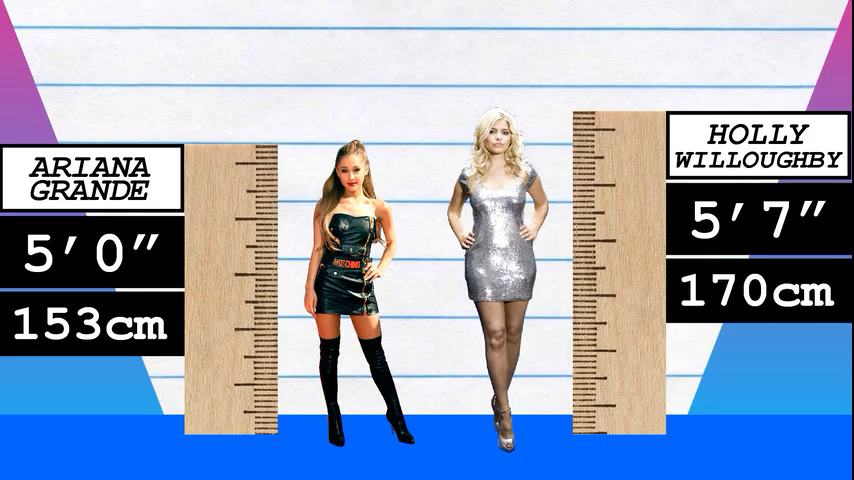 ARIANA
GRANDE
5'0"
153cm
MOSCHINO
HOLLY
WILLOUGHBY
5'7"
170cm